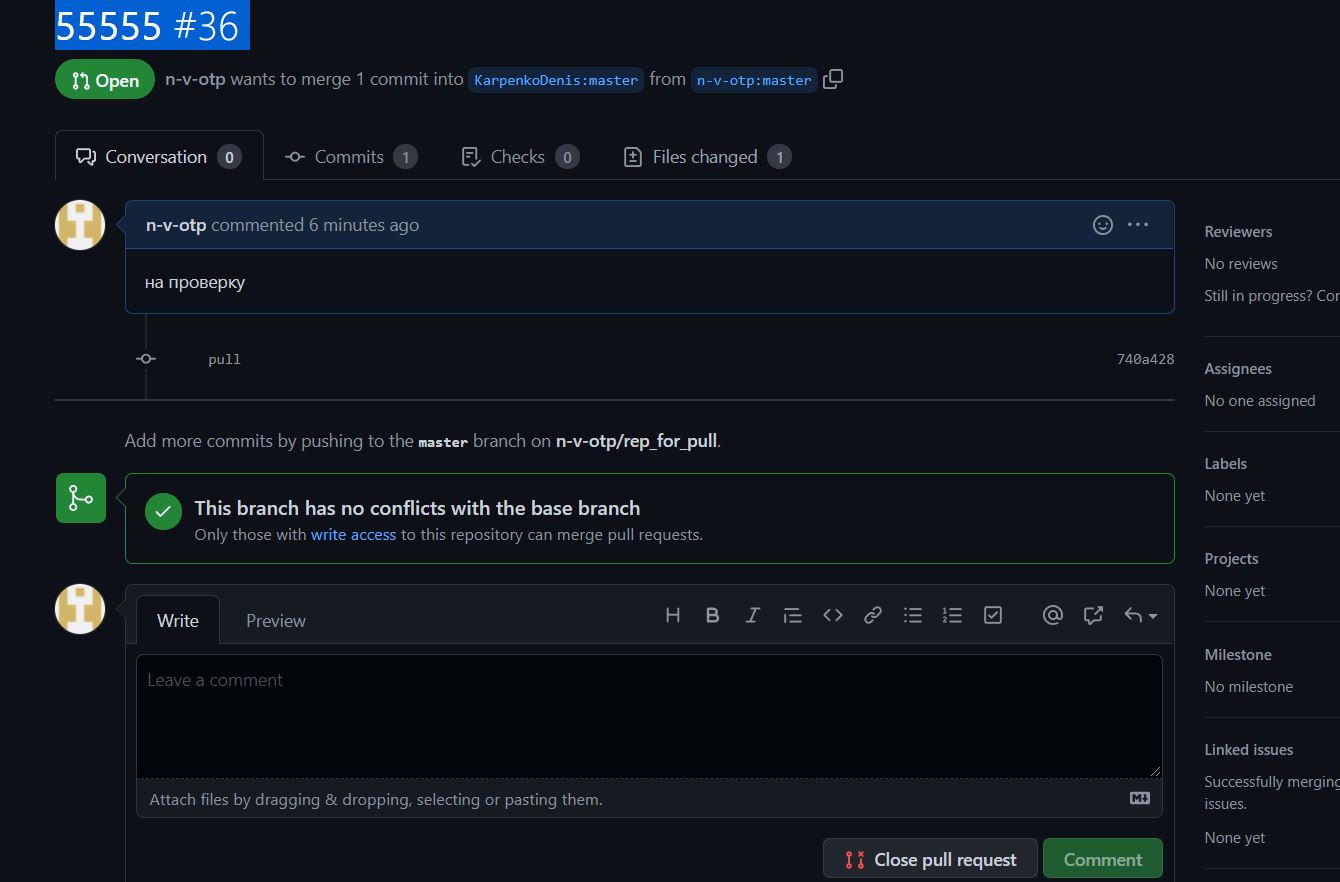 55555 #36
Open n-v-otp wants to merge 1 commit into KarpenkoDenis:master from n-v-otp:master
Conversation 0 Commits 1 Checks 0 Files changed 1
n-v-otp commented 6 minutes ago
на проверку
pull 740a428
Add more commits by pushing to the master branch on n-v-otp/rep_for_pull.
This branch has no conflicts with the base branch
Only those with write access to this repository can merge pull requests.
Write Preview
Leave a comment
Attach files by dragging & dropping, selecting or pasting them.
Close pull request Comment
Reviewers
No reviews
Still in progress?
Assignees
No one assigned
Labels
None yet
Projects
None yet
Milestone
No milestone
Linked issues
Successfully merging
issues.
None yet